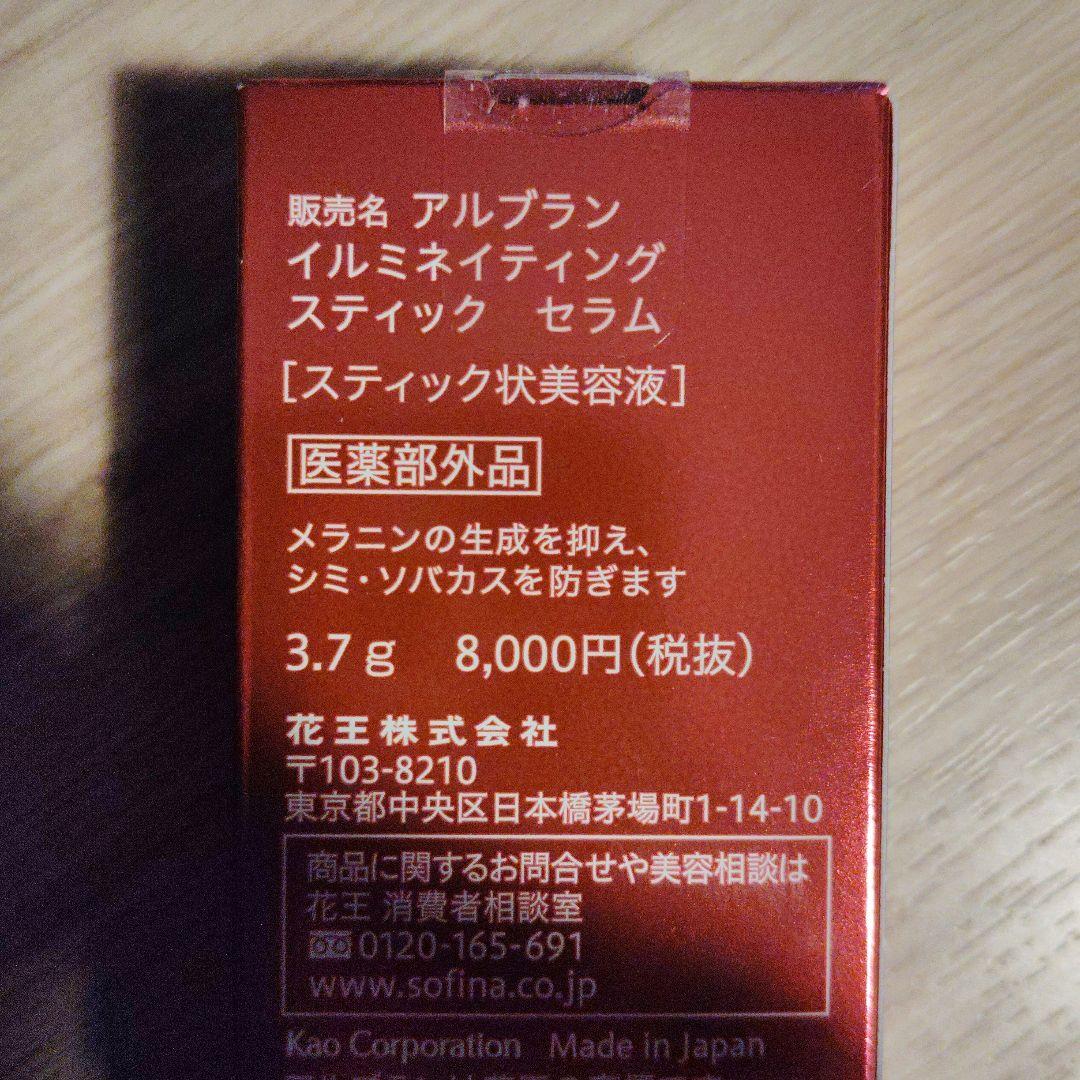 販売名 アルブラン
イルミネイティング
スティック セラム
[スティック状美容液]
医薬部外品
メラニンの生成を抑え、
シミ・ソバカスを防ぎます
3.7g 8,000円(税抜)
花王株式会社
〒103-8210
東京都中央区日本橋茅場町1-14-10
商品に関するお問合せや美容相談は
花王 消費者相談室
0120-165-691
www.sofina.co.jp
Kao Corporation Made in Japan